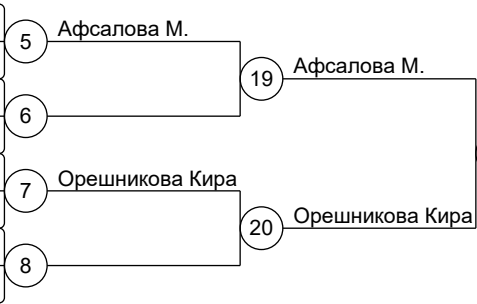 5 Афсалова М.
19 Афсалова М.
6
7 Орешникова Кира
20 Орешникова Кира
8